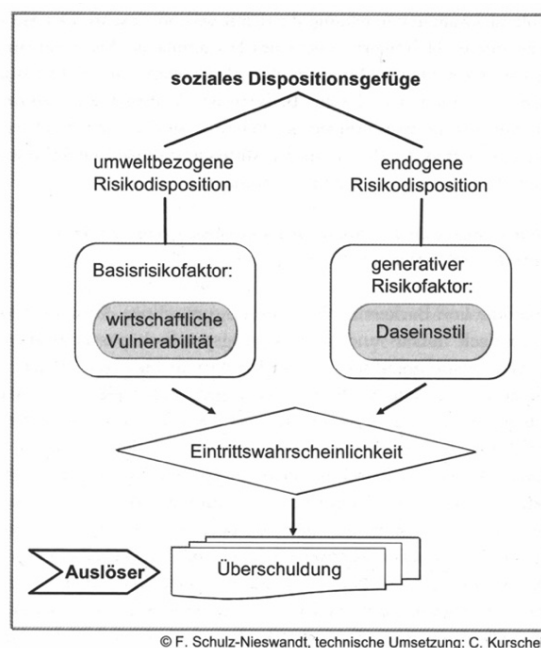 soziales Dispositionsgefüge
umweltbezogene
Risikodisposition
endogene
Risikodisposition
Basisrisikofaktor:
wirtschaftliche
Vulnerabilität
generativer
Risikofaktor:
Daseinsstil
Eintrittswahrscheinlichkeit
Auslöser
Überschuldung
© F. Schulz-Nieswandt, technische Umsetzung: C. Kurscheid